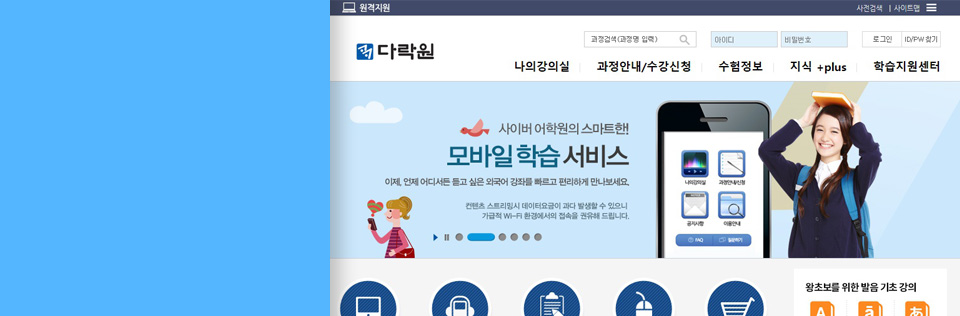 원격지원
사전검색 | 사이트맵
과정검색(과정명 입력)
아이디
비밀번호
로그인
ID/PW 찾기
다락원
나의강의실
과정안내/수강신청
수험정보
지식 +plus
학습지원센터
사이버 어학원의 스마트한!
모바일 학습 서비스
이제, 언제 어디서든 듣고 싶은 외국어 강좌를 빠르고 편리하게 만나보세요.
컨텐츠 스트리밍시 데이터요금이 과다 발생할 수 있으니
가급적 Wi-Fi 환경에서의 접속을 권유해 드립니다.
나의강의실
과정안내/신청
공지사항
이용안내
FAQ
질문하기
왕초보를 위한 발음 기초 강의
A
ā
あ